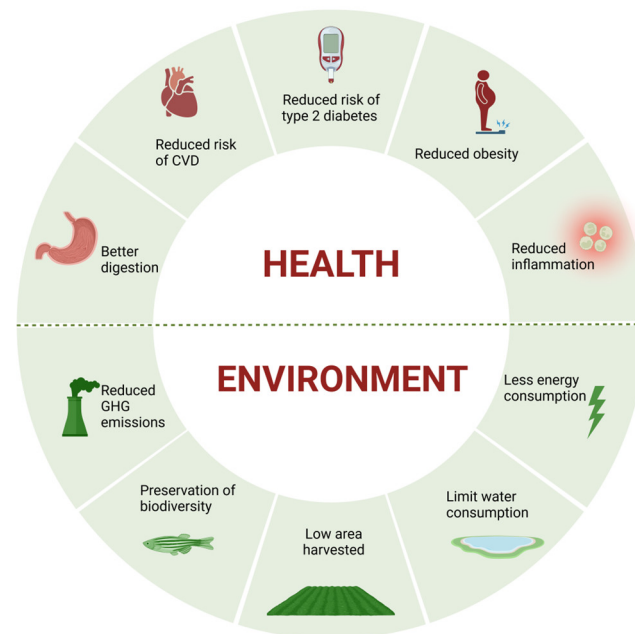 Reduced risk of
type 2 diabetes
Reduced risk
of CVD
Reduced obesity
Better
digestion
Reduced
inflammation
HEALTH
ENVIRONMENT
Reduced
GHG
emissions
Less energy
consumption
Preservation of
biodiversity
Limit water
consumption
Low area
harvested